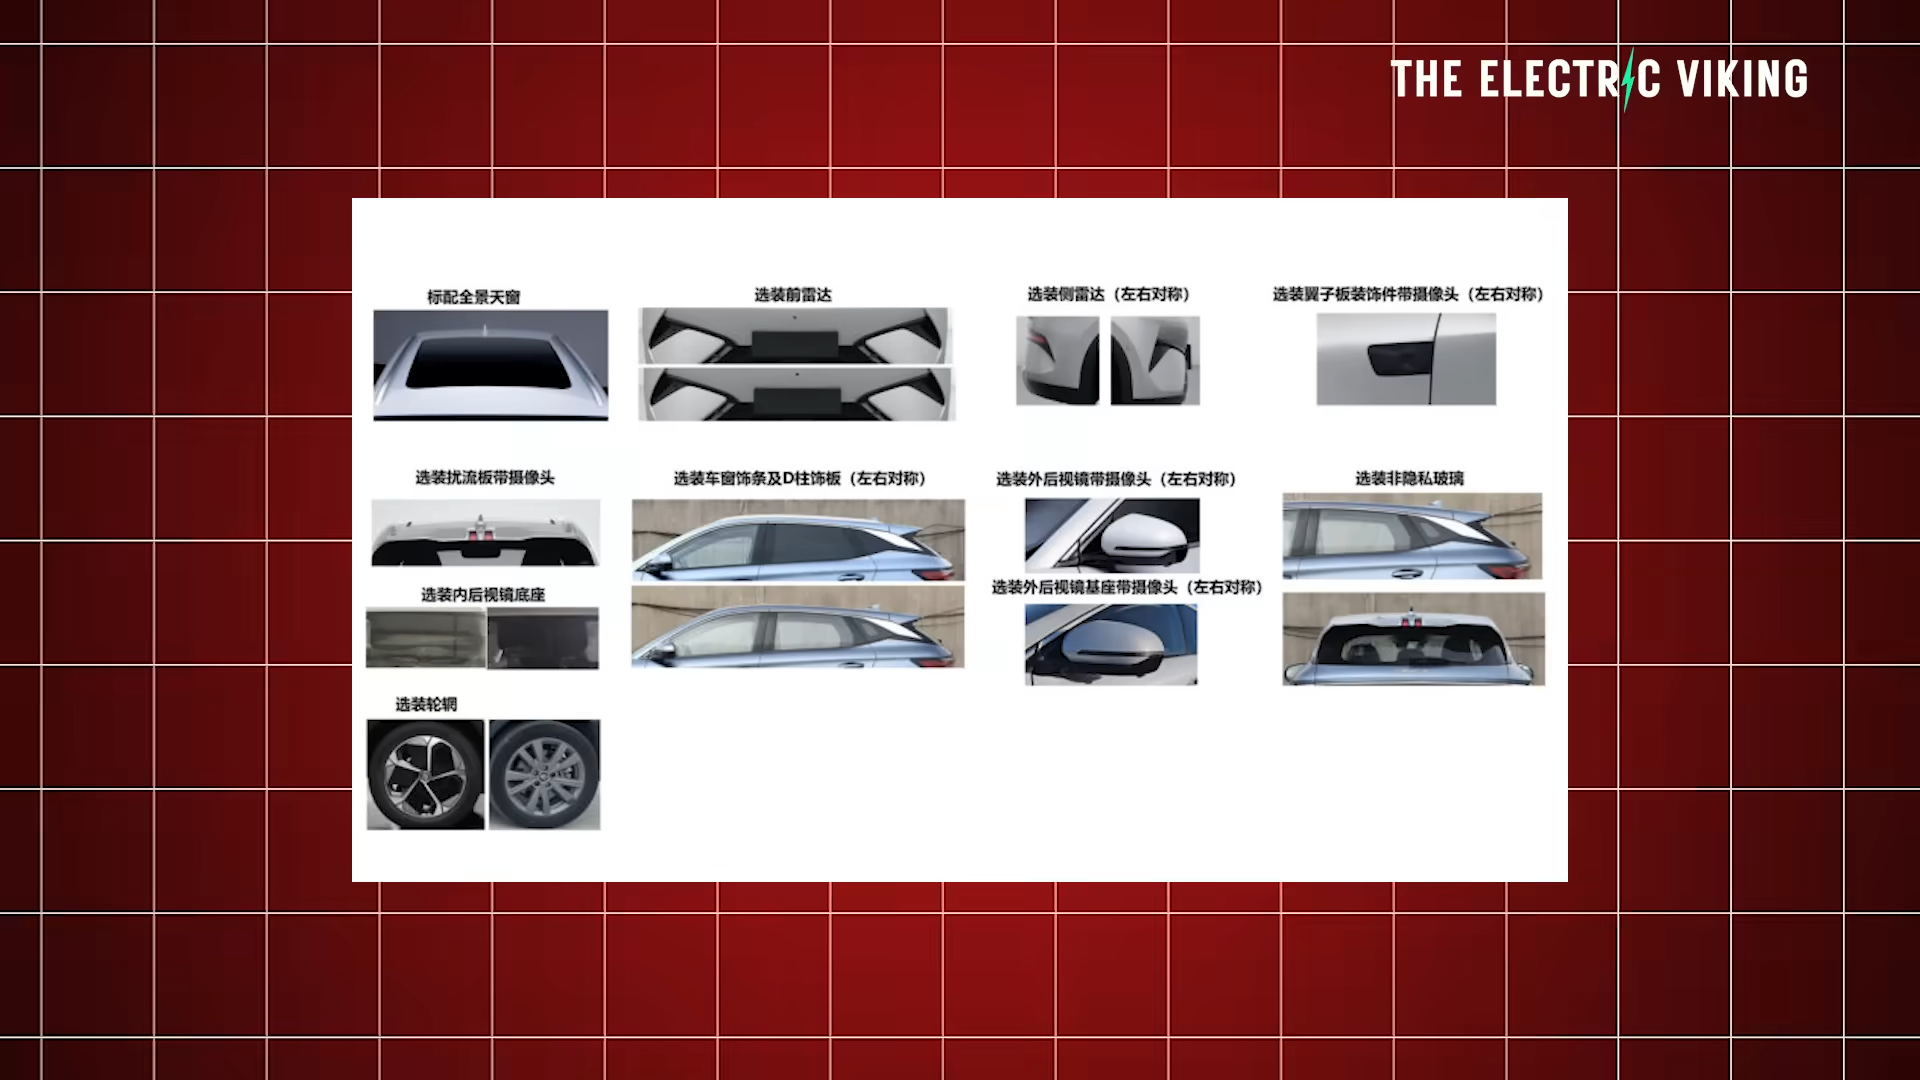 THE ELECTRIC VIKING
标配全景天窗
选装前雷达
选装侧雷达（左右对称）
选装翼子板装饰件带摄像头（左右对称）
选装扰流板带摄像头
选装车窗饰条及D柱饰板（左右对称）
选装外后视镜带摄像头（左右对称）
选装非隐私玻璃
选装内后视镜底座
选装外后视镜基座带摄像头（左右对称）
选装轮辋